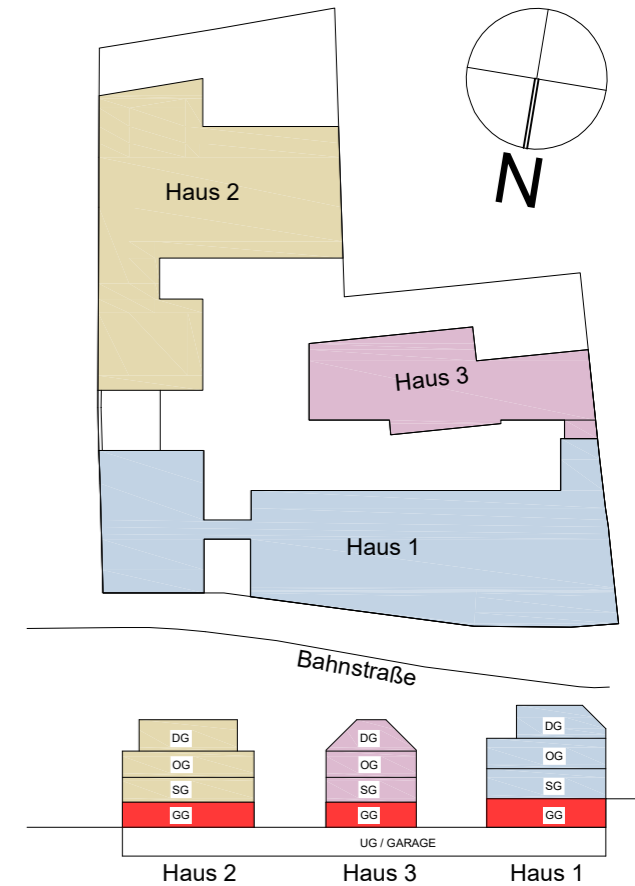 N
Haus 2
Haus 3
Haus 1
Bahnstraße
DG DG DG
OG OG OG
SG SG SG
GG GG GG
UG / GARAGE
Haus 2 Haus 3 Haus 1